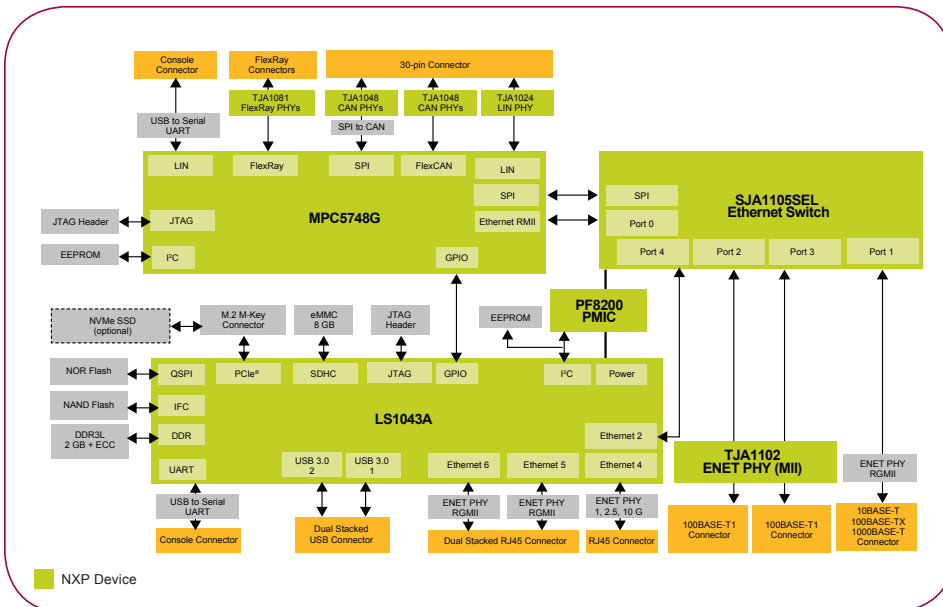 Console
Connector
FlexRay
Connectors
30-pin Connector
TJA1081
FlexRay PHYs
TJA1048
CAN PHYs
TJA1048
CAN PHYs
TJA1024
LIN PHY
USB to Serial
UART
SPI to CAN
LIN
FlexRay
SPI
FlexCAN
LIN
SPI
Ethernet RMII
MPC5748G
JTAG Header
JTAG
EEPROM
I²C
GPIO
SJA1105SEL
Ethernet Switch
SPI
Port 0
Port 4
Port 2
Port 3
Port 1
PF8200
PMIC
NVMe SSD
(optional)
M.2 M-Key
Connector
eMMC
8 GB
JTAG
Header
EEPROM
NOR Flash
QSPI
PCIe®
SDHC
JTAG
GPIO
I²C
Power
NAND Flash
IFC
LS1043A
DDR3L
2 GB + ECC
DDR
Ethernet 2
UART
USB 3.0
2
USB 3.0
1
Ethernet 6
Ethernet 5
Ethernet 4
TJA1102
ENET PHY (MII)
ENET PHY
RGMII
USB to Serial
UART
ENET PHY
RGMII
ENET PHY
RGMII
ENET PHY
1, 2.5, 10 G
Console Connector
Dual Stacked
USB Connector
Dual Stacked RJ45 Connector
RJ45 Connector
100BASE-T1
Connector
100BASE-T1
Connector
10BASE-T
100BASE-TX
1000BASE-T
Connector
NXP Device